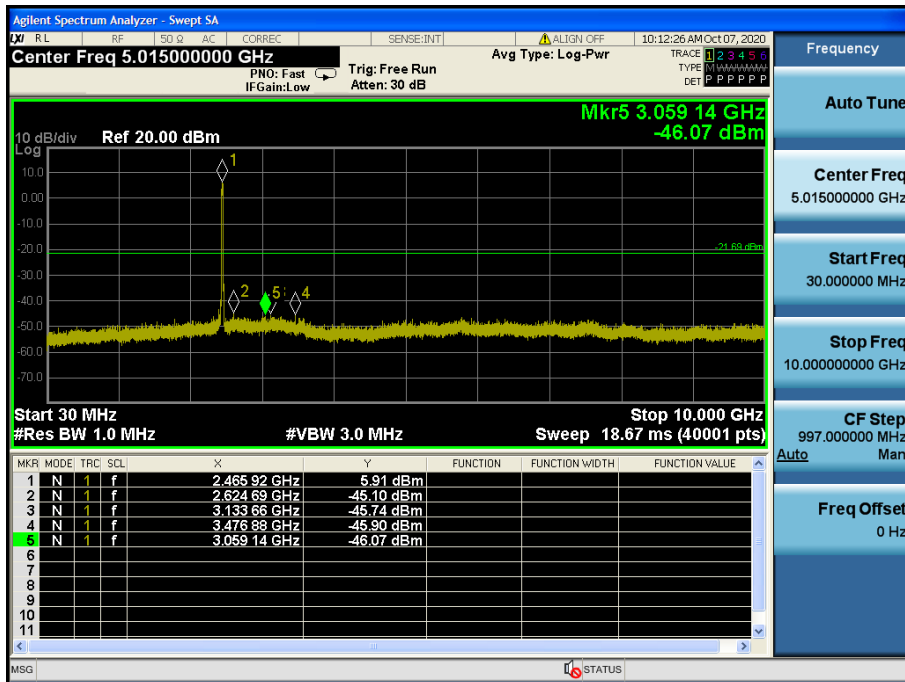 Agilent Spectrum Analyzer - Swept SA
LXI RL RF 50 Ω AC CORREC SENSE:INT ALIGN OFF 10:12:26 AM Oct 07, 2020
Center Freq 5.015000000 GHz Avg Type: Log-Pwr TRACE 1 2 3 4 5 6
PNO: Fast Trig: Free Run TYPE M W W W W W
IFGain:Low Atten: 30 dB DET P P P P P P
Mkr5 3.059 14 GHz
-46.07 dBm
10 dB/div Ref 20.00 dBm
Log
10.0
0.00
-10.0
-20.0
-30.0
-40.0
-50.0
-60.0
-70.0
1
-21.69 dBm
2 5 4
Start 30 MHz Stop 10.000 GHz
#Res BW 1.0 MHz #VBW 3.0 MHz Sweep 18.67 ms (40001 pts)
MKR MODE TRC SCL X Y FUNCTION FUNCTION WIDTH FUNCTION VALUE
1 N 1 f 2.465 92 GHz 5.91 dBm
2 N 1 f 2.624 69 GHz -45.10 dBm
3 N 1 f 3.133 66 GHz -45.74 dBm
4 N 1 f 3.476 88 GHz -45.90 dBm
5 N 1 f 3.059 14 GHz -46.07 dBm
6
7
8
9
10
11
MSG STATUS
Frequency
Auto Tune
Center Freq
5.015000000 GHz
Start Freq
30.000000 MHz
Stop Freq
10.000000000 GHz
CF Step
997.000000 MHz
Auto Man
Freq Offset
0 Hz